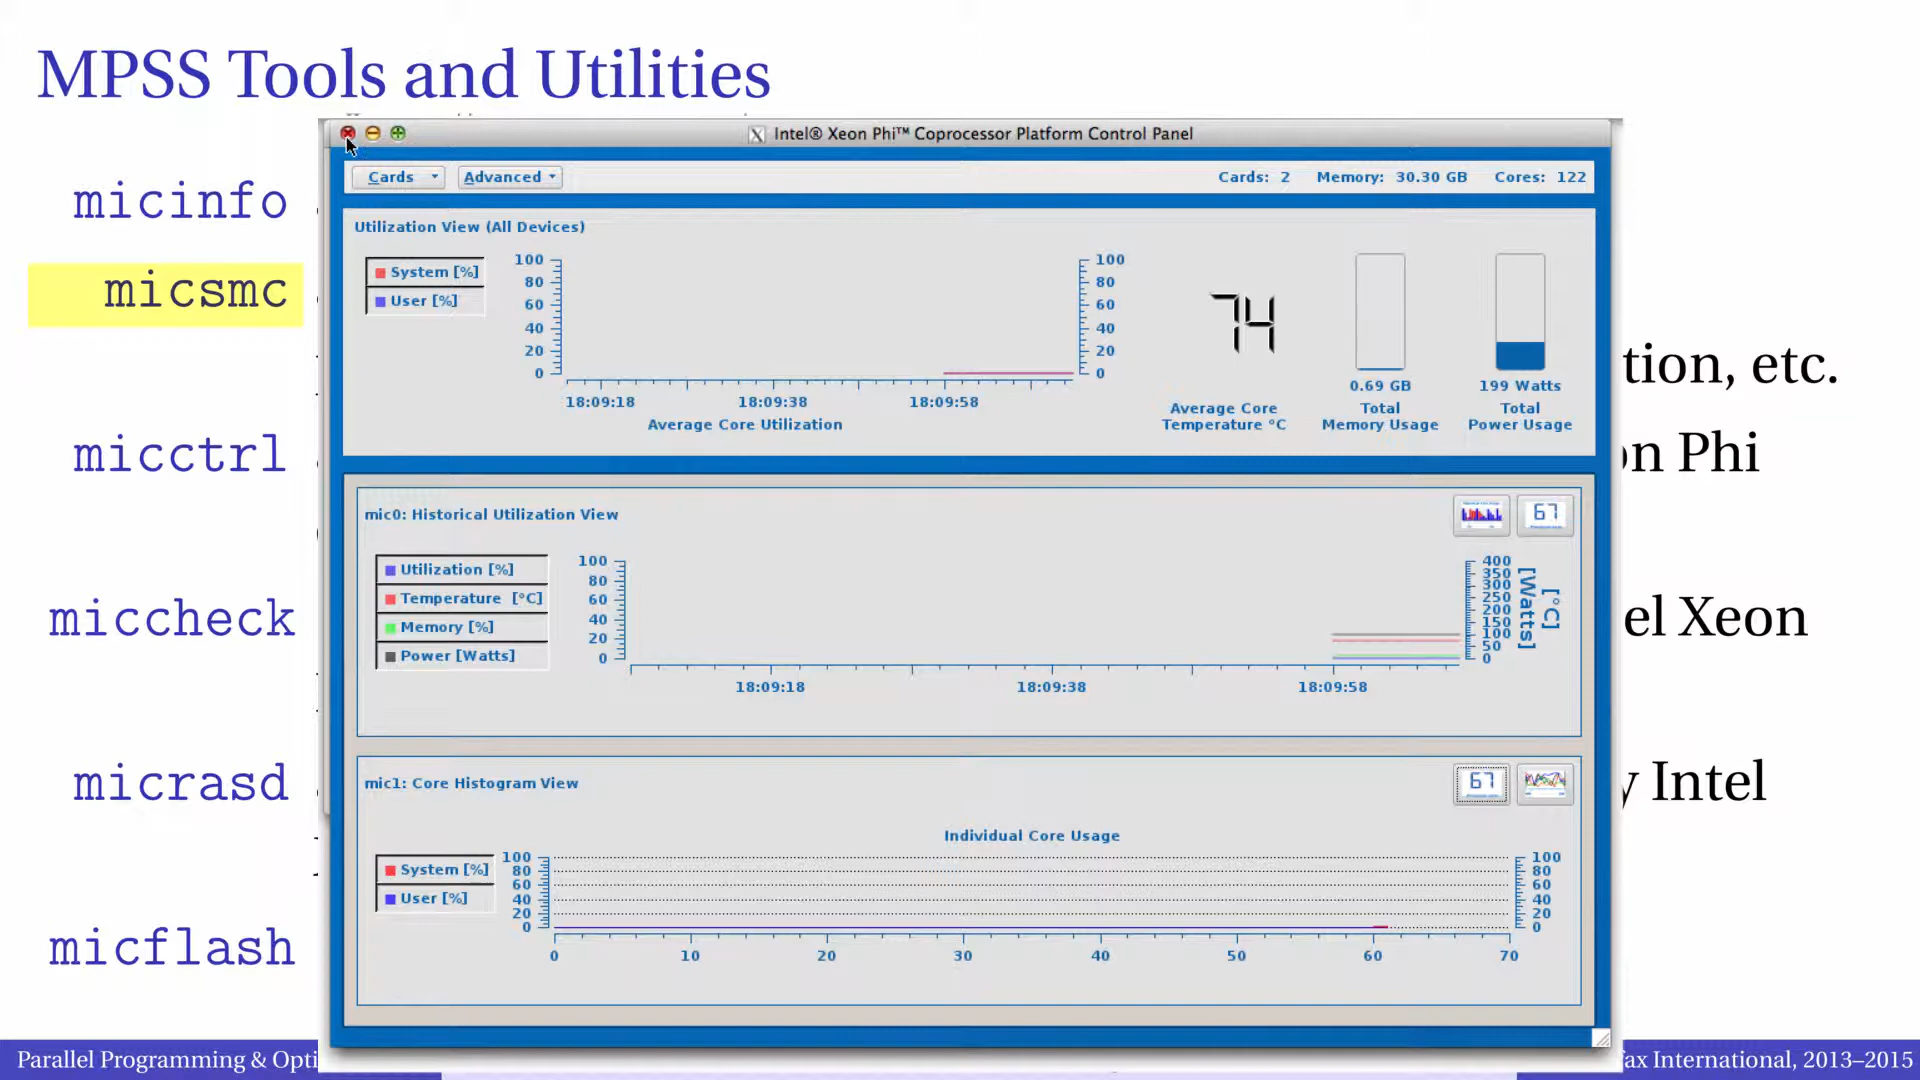 MPSS Tools and Utilities
Intel® Xeon Phi™ Coprocessor Platform Control Panel
Cards
Advanced
Cards: 2
Memory: 30.30 GB
Cores: 122
micinfo
micsmc
micctrl
miccheck
micrasd
micflash
Utilization View (All Devices)
System [%]
User [%]
100
80
60
40
20
0
100
80
60
40
20
0
18:09:18
18:09:38
18:09:58
Average Core Utilization
74
Average Core
Temperature °C
0.69 GB
Total
Memory Usage
199 Watts
Total
Power Usage
tion, etc.
on Phi
el Xeon
y Intel
mic0: Historical Utilization View
67
Utilization [%]
Temperature [°C]
Memory [%]
Power [Watts]
100
80
60
40
20
0
400
350
300
250
200
150
100
50
0
[Watts]
[°C]
18:09:18
18:09:38
18:09:58
mic1: Core Histogram View
67
Individual Core Usage
System [%]
User [%]
100
80
60
40
20
0
100
80
60
40
20
0
0
10
20
30
40
50
60
70
Parallel Programming & Opti
fax International, 2013–2015